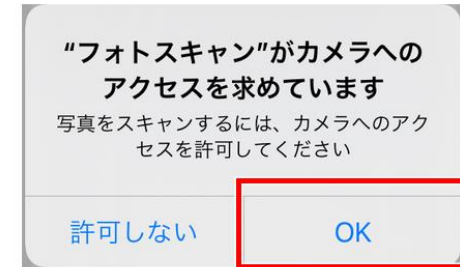 “フォトスキャン”がカメラへの
アクセスを求めています
写真をスキャンするには、カメラへのアク
セスを許可してください
許可しない
OK